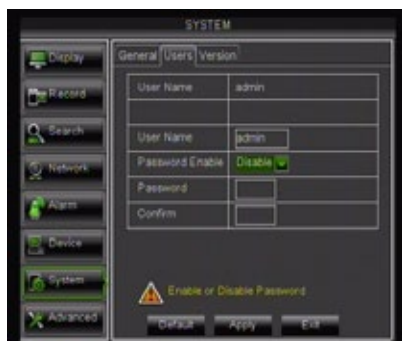 SYSTEM
Display
Record
Search
Network
Alarm
Device
System
Advanced
General Users Version
User Name admin
User Name admin
Password Enable Disable
Password
Confirm
Enable or Disable Password
Default Apply Exit